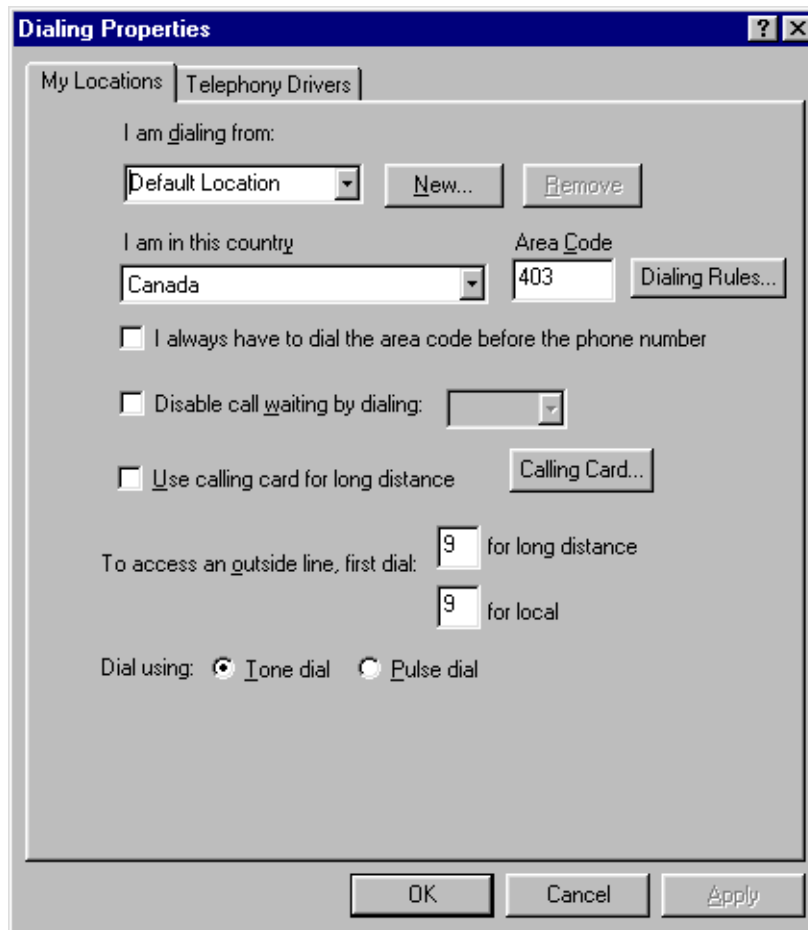 Dialing Properties
My Locations Telephony Drivers
I am dialing from:
Default Location New... Remove
I am in this country Area Code
Canada 403 Dialing Rules...
I always have to dial the area code before the phone number
Disable call waiting by dialing:
Use calling card for long distance Calling Card...
To access an outside line, first dial: 9 for long distance
9 for local
Dial using: Tone dial Pulse dial
OK Cancel Apply